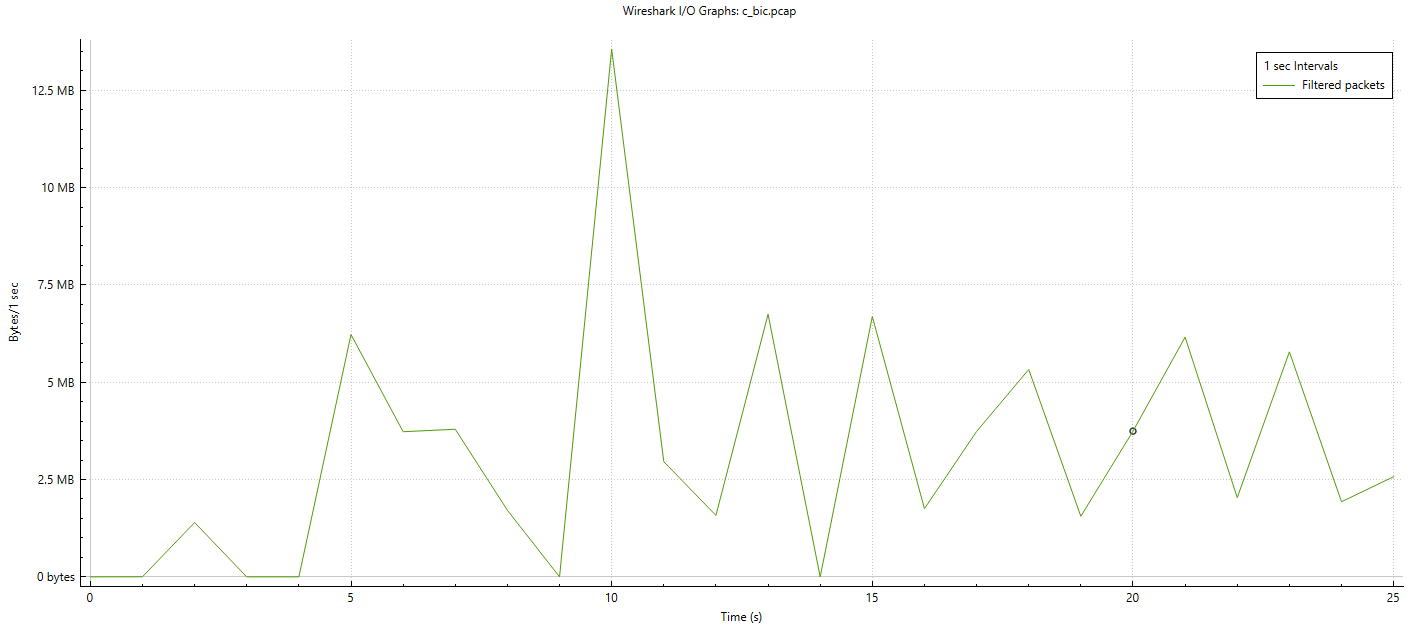 Wireshark I/O Graphs: c_bic.pcap
1 sec Intervals
Filtered packets
12.5 MB
10 MB
7.5 MB
5 MB
2.5 MB
0 bytes
Bytes/1 sec
0 5 10 15 20 25
Time (s)